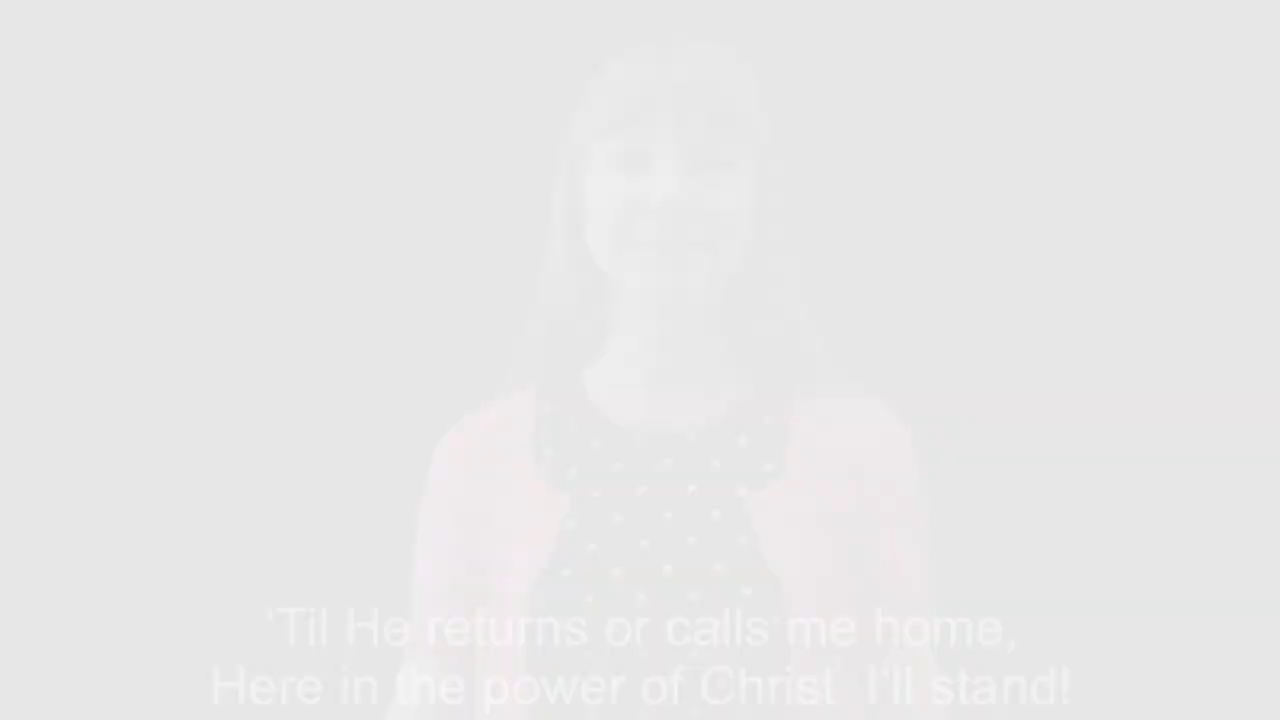 'Til He returns or calls me home,
Here in the power of Christ I'll stand!